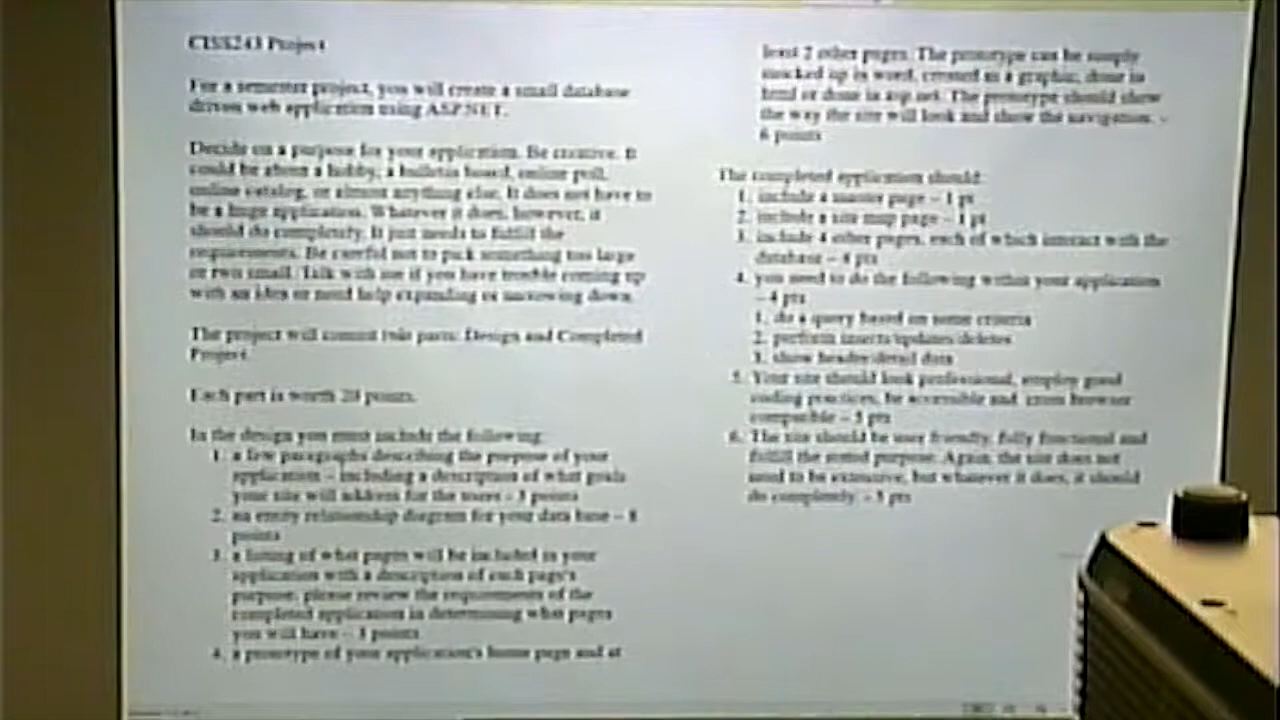 CISS243 Project
For a semester project, you will create a small database
driven web application using ASP.NET.
Decide on a purpose for your application. Be creative. It
could be about a hobby, a bulletin board, online poll,
online catalog, or almost anything else. It does not have to
be a huge application. Whatever it does, however, it
should do completely. It just needs to fulfill the
requirements. Be careful not to pick something too large
or two small. Talk with me if you have trouble coming up
with an idea or need help expanding or narrowing down.
The project will consist two parts: Design and Completed
Project.
Each part is worth 20 points.
In the design you must include the following:
1. a few paragraphs describing the purpose of your
application – including a description of what goals
your site will address for the users - 3 points
2. an entity relationship diagram for your data base – 8
points
3. a listing of what pages will be included in your
application with a description of each page's
purpose, please review the requirements of the
completed application in determining what pages
you will have – 3 points
4. a prototype of your application's home page and at
least 2 other pages. The prototype can be simply
mocked up in word, created as a graphic, done in
html or done in asp.net. The prototype should show
the way the site will look and show the navigation. –
6 points
The completed application should:
1. include a master page – 1 pt
2. include a site map page – 1 pt
3. include 4 other pages, each of which interact with the
database – 4 pts
4. you need to do the following within your application
– 4 pts
1. do a query based on some criteria
2. perform inserts/updates/deletes
3. show header/detail data
5. Your site should look professional, employ good
coding practices, be accessible and cross browser
compatible – 5 pts
6. The site should be user friendly, fully functional and
fulfill the stated purpose. Again, the site does not
need to be extensive, but whatever it does, it should
do completely. – 5 pts